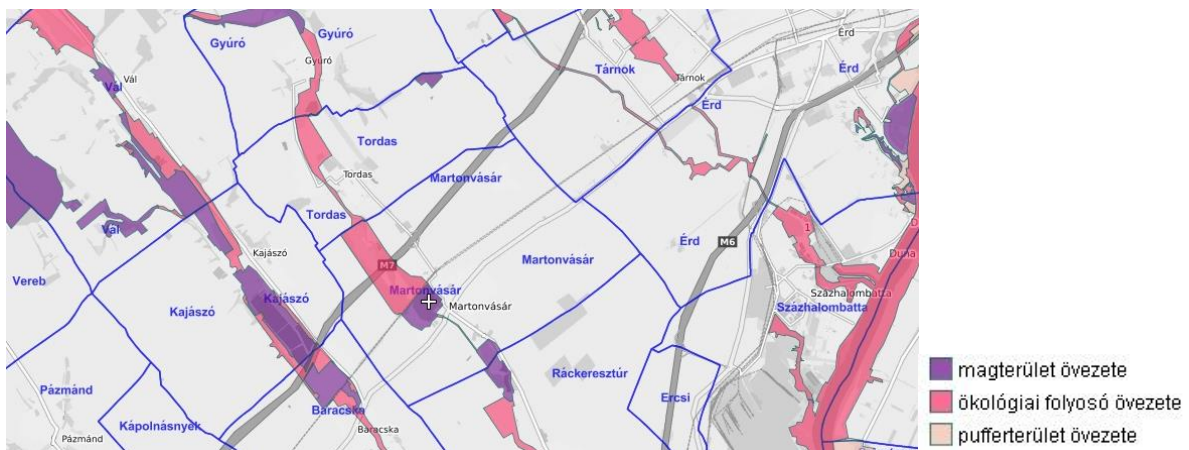 Gyúró
Gyúró
Gyúró
Érd
Érd
Tárnok
Tárnok
Vál
Vál
Érd
Tordas
Tordas
Martonvásár
Tordas
Vál
Érd
M6
1
D
Duna
Kajászó
Vereb
M7
Martonvásár
Martonvásár
Martonvásár
Százhalombatta
Százhalombatta
Kajászó
Kajászó
Ráckeresztúr
Ercsi
Pázmánd
Pázmánd
Kápolnásnyék
Baracska
Baracska
magterület övezete
ökológiai folyosó övezete
pufferterület övezete